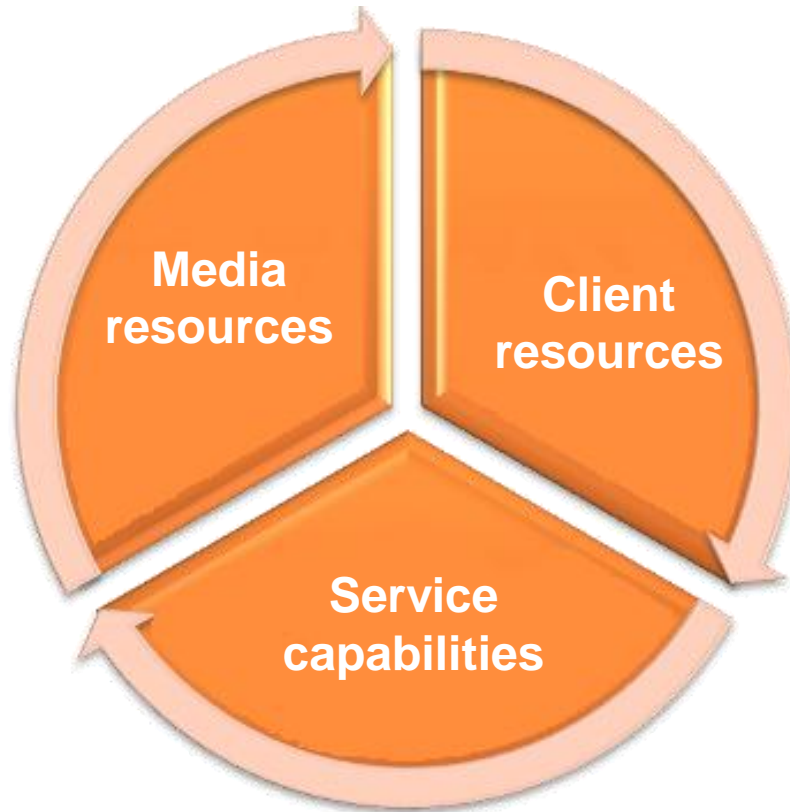 Media
resources
Client
resources
Service
capabilities